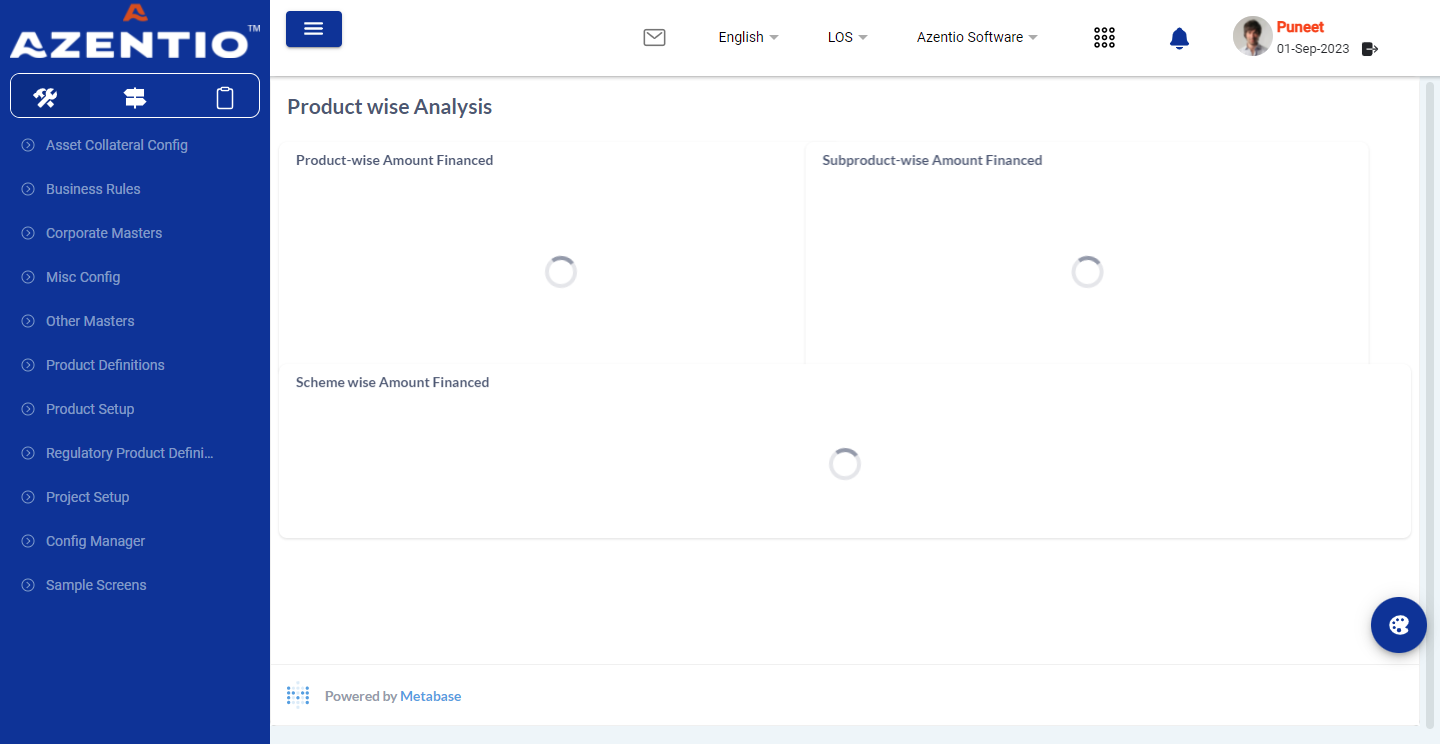 AZENTIO™
English
LOS
Azentio Software
Puneet
01-Sep-2023
Asset Collateral Config
Business Rules
Corporate Masters
Misc Config
Other Masters
Product Definitions
Product Setup
Regulatory Product Defini...
Project Setup
Config Manager
Sample Screens
Product wise Analysis
Product-wise Amount Financed
Subproduct-wise Amount Financed
Scheme wise Amount Financed
Powered by Metabase